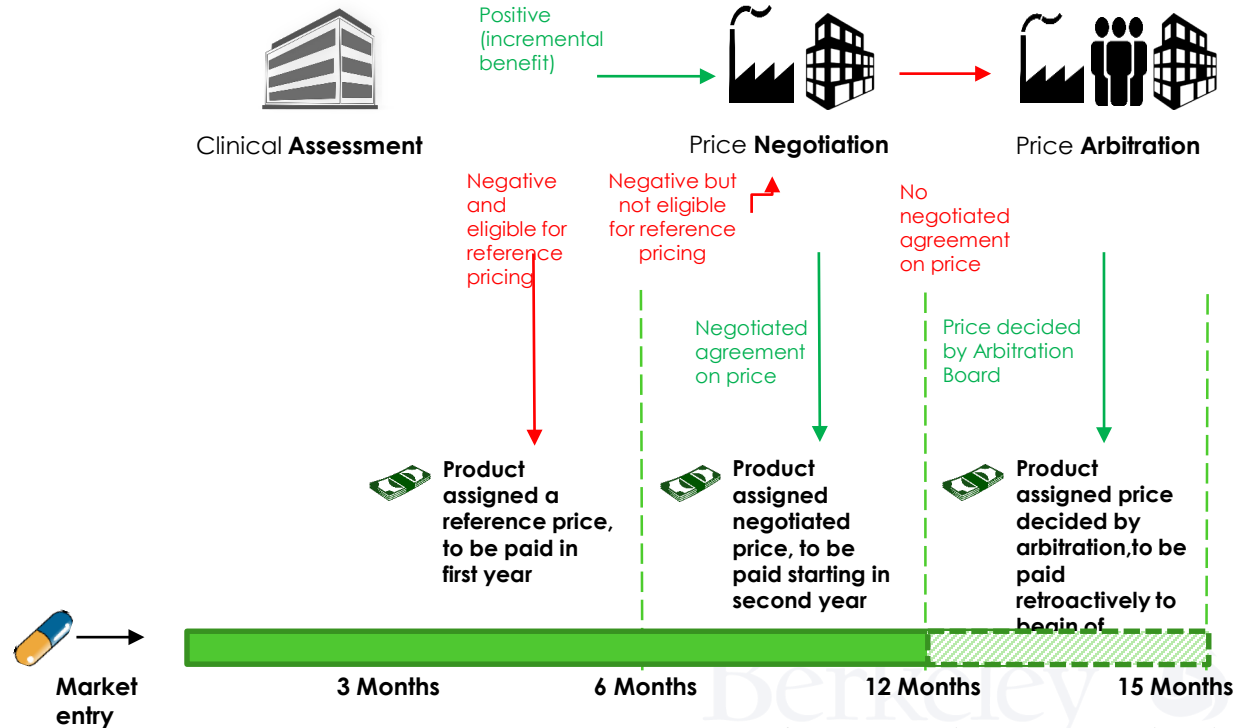 Positive
(incremental
benefit)
Clinical Assessment
Price Negotiation
Price Arbitration
Negative
and
eligible for
reference
pricing
Negative but
not eligible
for reference
pricing
No
negotiated
agreement
on price
Negotiated
agreement
on price
Price decided
by Arbitration
Board
Product
assigned a
reference price,
to be paid in
first year
Product
assigned
negotiated
price, to be
paid starting in
second year
Product
assigned price
decided by
arbitration,to be
paid
retroactively to
begin of
Market
entry
3 Months
6 Months
12 Months
15 Months
Berkeley